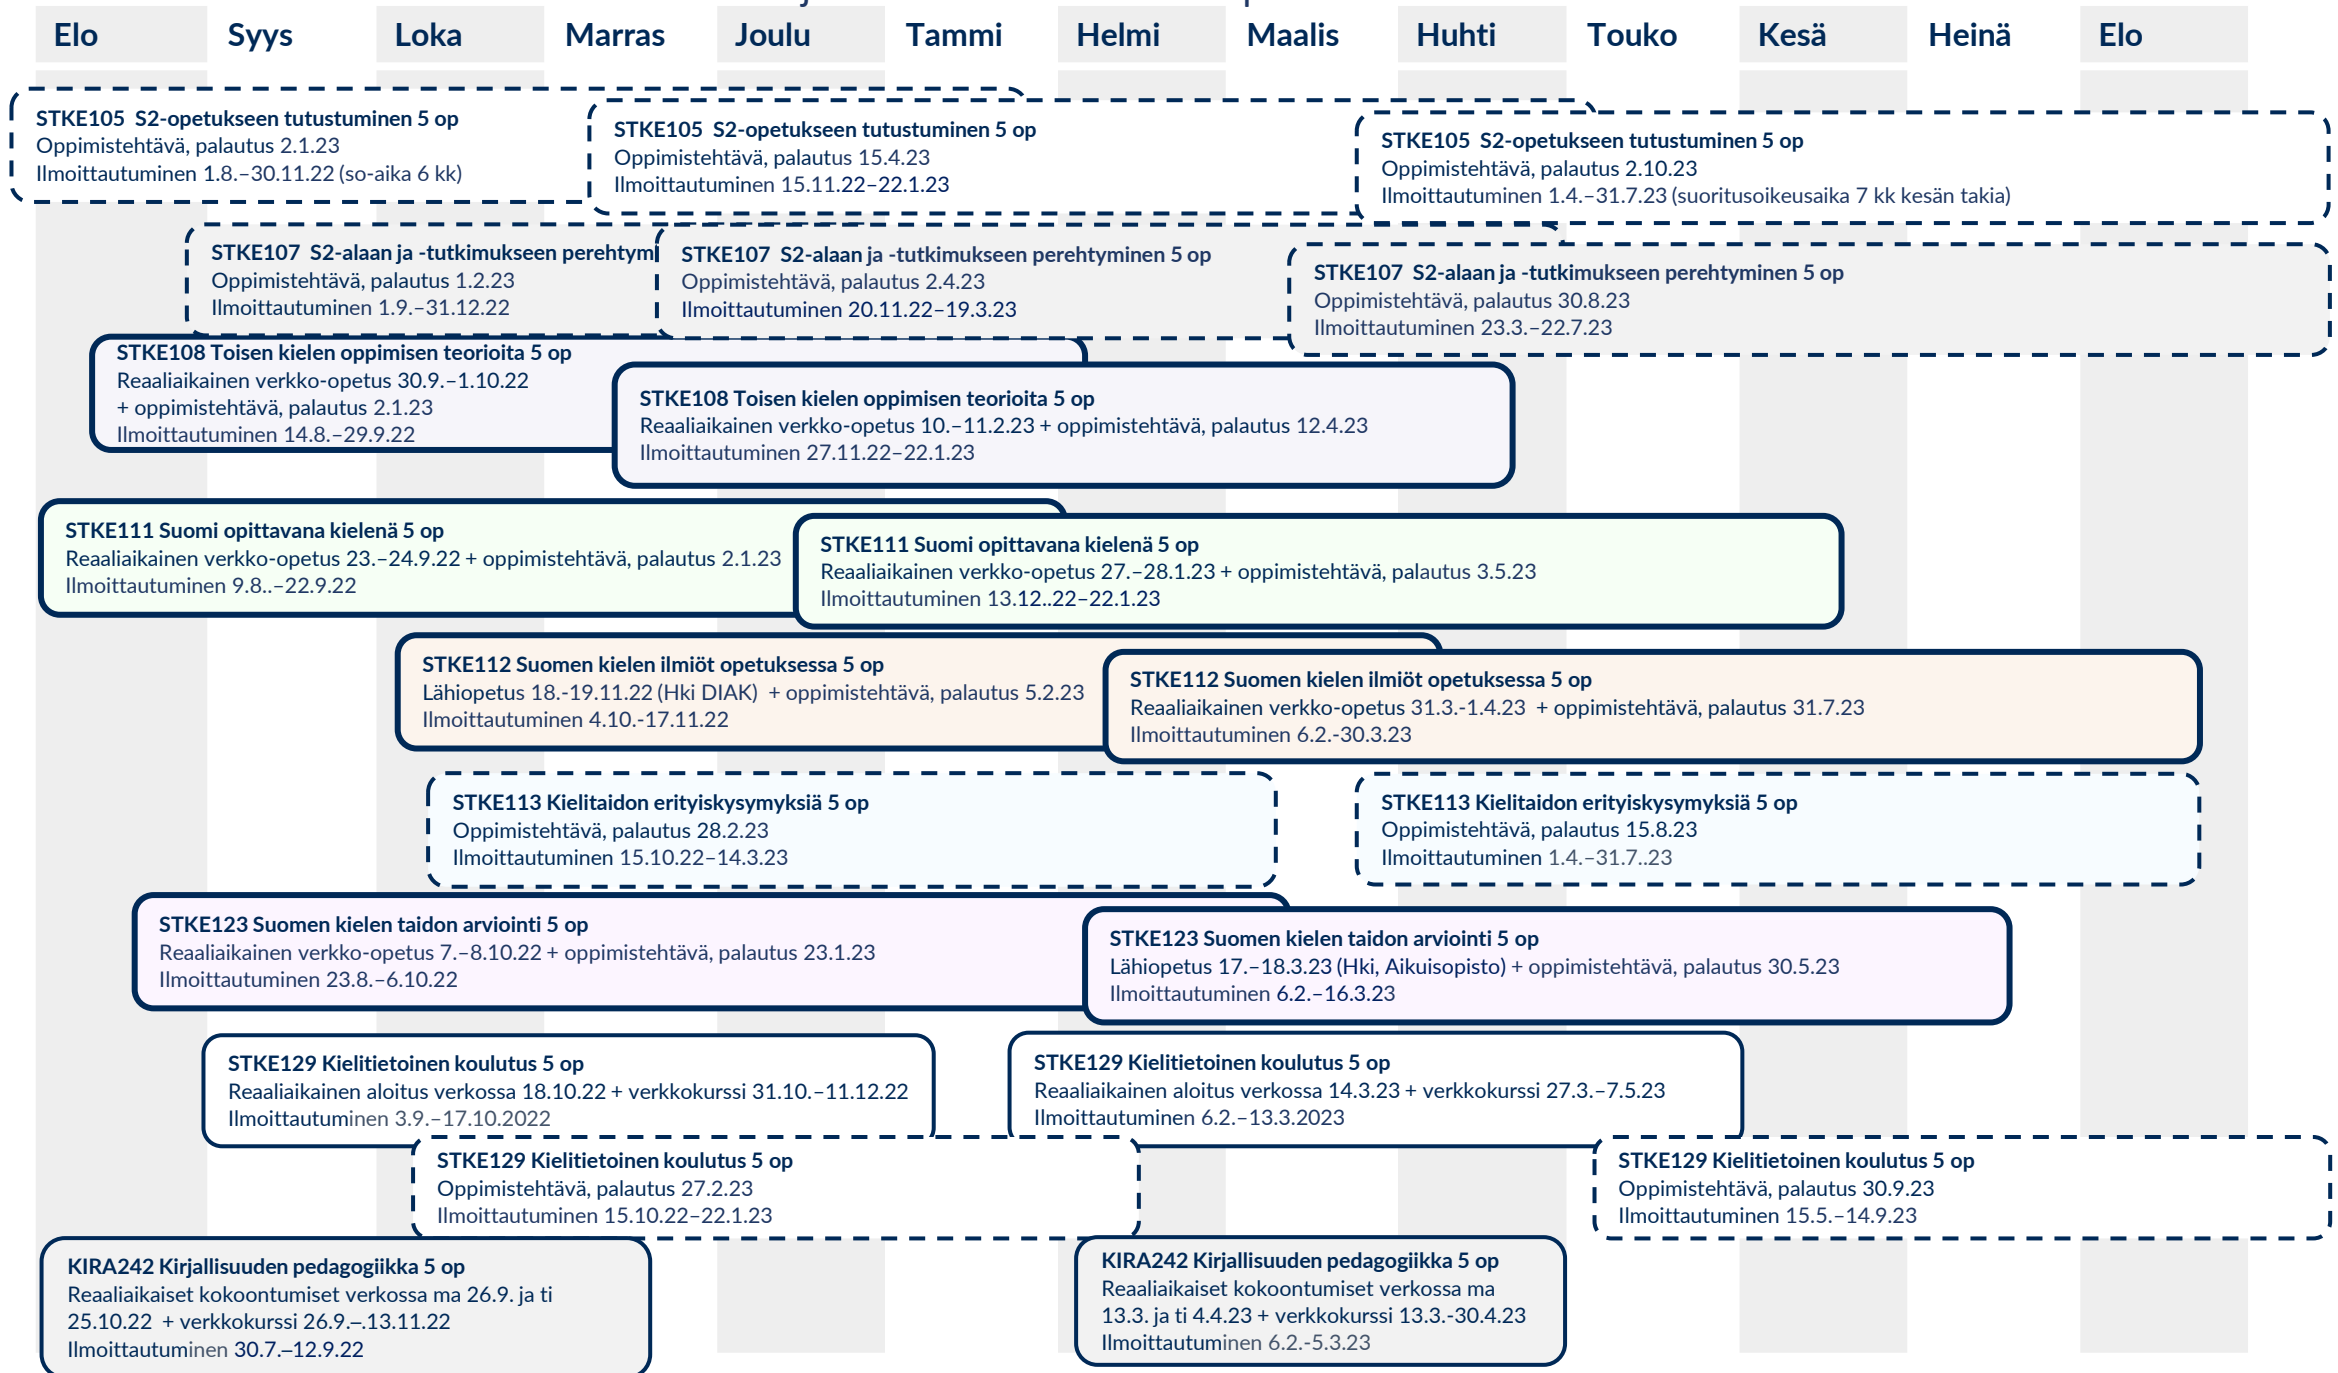 Elo Syys Loka Marras Joulu Tammi Helmi Maalis Huhti Touko Kesä Heinä Elo
STKE105 S2-opetukseen tutustuminen 5 op
Oppimistehtävä, palautus 2.1.23
Ilmoittautuminen 1.8.–30.11.22 (so-aika 6 kk)
STKE105 S2-opetukseen tutustuminen 5 op
Oppimistehtävä, palautus 15.4.23
Ilmoittautuminen 15.11.22–22.1.23
STKE105 S2-opetukseen tutustuminen 5 op
Oppimistehtävä, palautus 2.10.23
Ilmoittautuminen 1.4.–31.7.23 (suoritusoikeusaika 7 kk kesän takia)
STKE107 S2-alaan ja -tutkimukseen perehtym
Oppimistehtävä, palautus 1.2.23
Ilmoittautuminen 1.9.–31.12.22
STKE107 S2-alaan ja -tutkimukseen perehtyminen 5 op
Oppimistehtävä, palautus 2.4.23
Ilmoittautuminen 20.11.22–19.3.23
STKE107 S2-alaan ja -tutkimukseen perehtyminen 5 op
Oppimistehtävä, palautus 30.8.23
Ilmoittautuminen 23.3.–22.7.23
STKE108 Toisen kielen oppimisen teorioita 5 op
Reaaliaikainen verkko-opetus 30.9.–1.10.22
+ oppimistehtävä, palautus 2.1.23
Ilmoittautuminen 14.8.–29.9.22
STKE108 Toisen kielen oppimisen teorioita 5 op
Reaaliaikainen verkko-opetus 10.–11.2.23 + oppimistehtävä, palautus 12.4.23
Ilmoittautuminen 27.11.22–22.1.23
STKE111 Suomi opittavana kielenä 5 op
Reaaliaikainen verkko-opetus 23.–24.9.22 + oppimistehtävä, palautus 2.1.23
Ilmoittautuminen 9.8..–22.9.22
STKE111 Suomi opittavana kielenä 5 op
Reaaliaikainen verkko-opetus 27.–28.1.23 + oppimistehtävä, palautus 3.5.23
Ilmoittautuminen 13.12..22–22.1.23
STKE112 Suomen kielen ilmiöt opetuksessa 5 op
Lähiopetus 18.-19.11.22 (Hki DIAK) + oppimistehtävä, palautus 5.2.23
Ilmoittautuminen 4.10.-17.11.22
STKE112 Suomen kielen ilmiöt opetuksessa 5 op
Reaaliaikainen verkko-opetus 31.3.-1.4.23 + oppimistehtävä, palautus 31.7.23
Ilmoittautuminen 6.2.-30.3.23
STKE113 Kielitaidon erityiskysymyksiä 5 op
Oppimistehtävä, palautus 28.2.23
Ilmoittautuminen 15.10.22–14.3.23
STKE113 Kielitaidon erityiskysymyksiä 5 op
Oppimistehtävä, palautus 15.8.23
Ilmoittautuminen 1.4.–31.7..23
STKE123 Suomen kielen taidon arviointi 5 op
Reaaliaikainen verkko-opetus 7.–8.10.22 + oppimistehtävä, palautus 23.1.23
Ilmoittautuminen 23.8.–6.10.22
STKE123 Suomen kielen taidon arviointi 5 op
Lähiopetus 17.–18.3.23 (Hki, Aikuisopisto) + oppimistehtävä, palautus 30.5.23
Ilmoittautuminen 6.2.–16.3.23
STKE129 Kielitietoinen koulutus 5 op
Reaaliaikainen aloitus verkossa 18.10.22 + verkkokurssi 31.10.–11.12.22
Ilmoittautuminen 3.9.–17.10.2022
STKE129 Kielitietoinen koulutus 5 op
Reaaliaikainen aloitus verkossa 14.3.23 + verkkokurssi 27.3.–7.5.23
Ilmoittautuminen 6.2.–13.3.2023
STKE129 Kielitietoinen koulutus 5 op
Oppimistehtävä, palautus 27.2.23
Ilmoittautuminen 15.10.22–22.1.23
STKE129 Kielitietoinen koulutus 5 op
Oppimistehtävä, palautus 30.9.23
Ilmoittautuminen 15.5.–14.9.23
KIRA242 Kirjallisuuden pedagogiikka 5 op
Reaaliaikaiset kokoontumiset verkossa ma 26.9. ja ti
25.10.22 + verkkokurssi 26.9.–.13.11.22
Ilmoittautuminen 30.7.–12.9.22
KIRA242 Kirjallisuuden pedagogiikka 5 op
Reaaliaikaiset kokoontumiset verkossa ma
13.3. ja ti 4.4.23 + verkkokurssi 13.3.-30.4.23
Ilmoittautuminen 6.2.-5.3.23